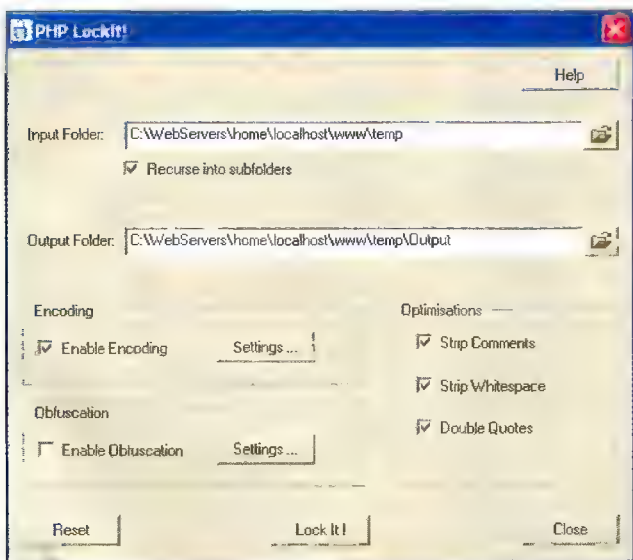 PHP LockIt!
Help
Input Folder: C:\WebServers\home\localhost\www\temp
Recurse into subfolders
Output Folder: C:\WebServers\home\localhost\www\temp\Output
Encoding
Enable Encoding Settings ...
Obfuscation
Enable Obfuscation Settings ...
Optimisations
Strip Comments
Strip Whitespace
Double Quotes
Reset Lock It! Close